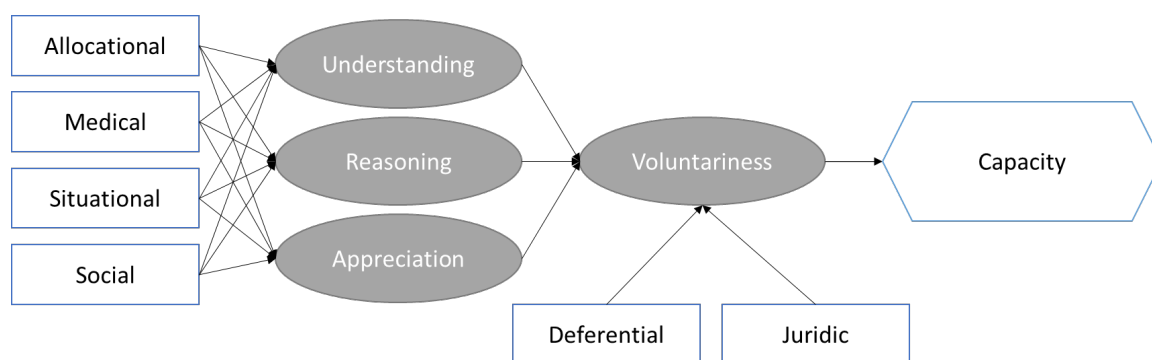 Allocational
Medical
Situational
Social
Understanding
Reasoning
Appreciation
Voluntariness
Capacity
Deferential
Juridic